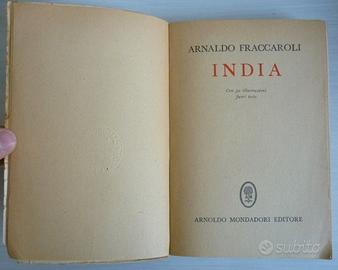 ARNALDO FRACCAROLI
INDIA
Con 32 illustrazioni
fuori testo
ARNOLDO MONDADORI EDITORE
subito